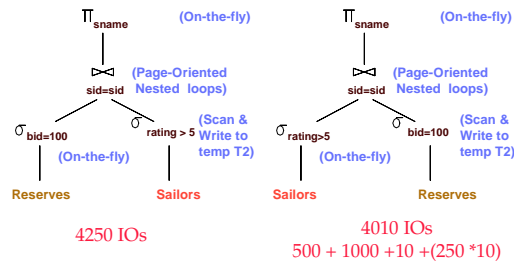 π sname (On-the-fly)
⋈ (Page-Oriented
sid=sid Nested loops)
σ bid=100
(On-the-fly)
σ rating > 5
(Scan &
Write to
temp T2)
Reserves
Sailors
4250 IOs
π sname (On-the-fly)
⋈ (Page-Oriented
sid=sid Nested loops)
σ rating>5
(On-the-fly)
σ bid=100
(Scan &
Write to
temp T2)
Sailors
Reserves
4010 IOs
500 + 1000 +10 +(250 *10)